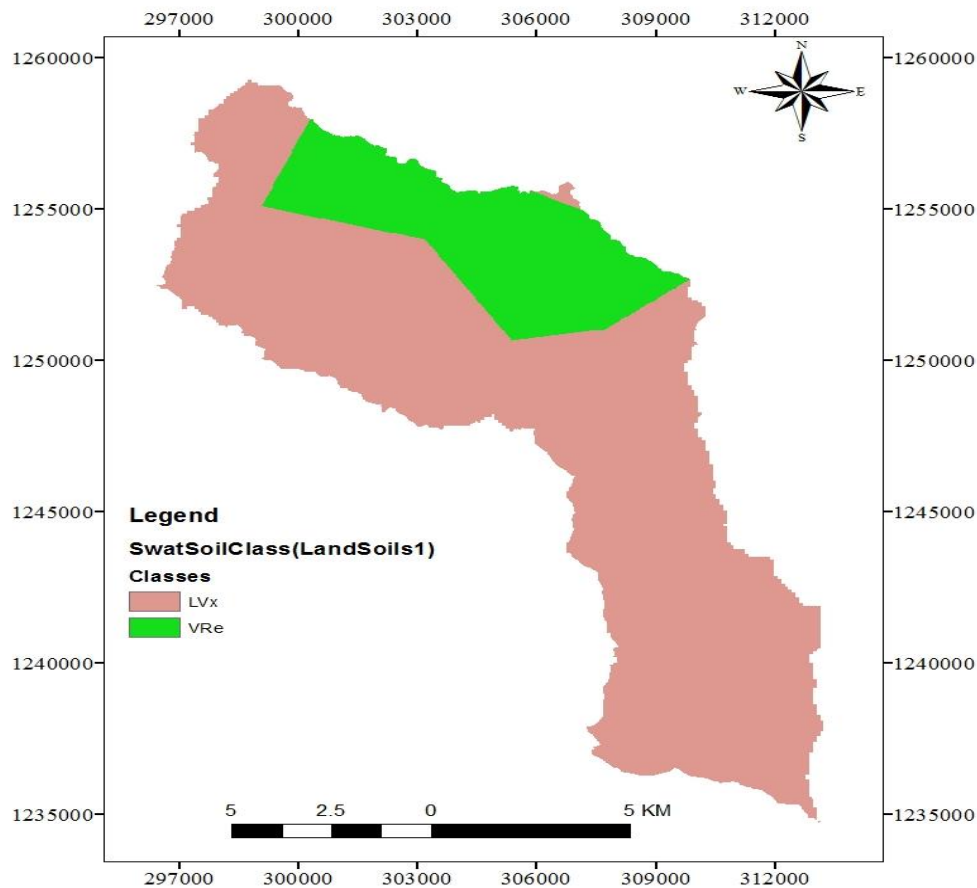 297000 300000 303000 306000 309000 312000
N
W E
S
1260000 1260000
1255000 1255000
1250000 1250000
1245000 1245000
Legend
SwatSoilClass(LandSoils1)
Classes
LVx
VRe
1240000 1240000
5 2.5 0 5 KM
1235000 1235000
297000 300000 303000 306000 309000 312000